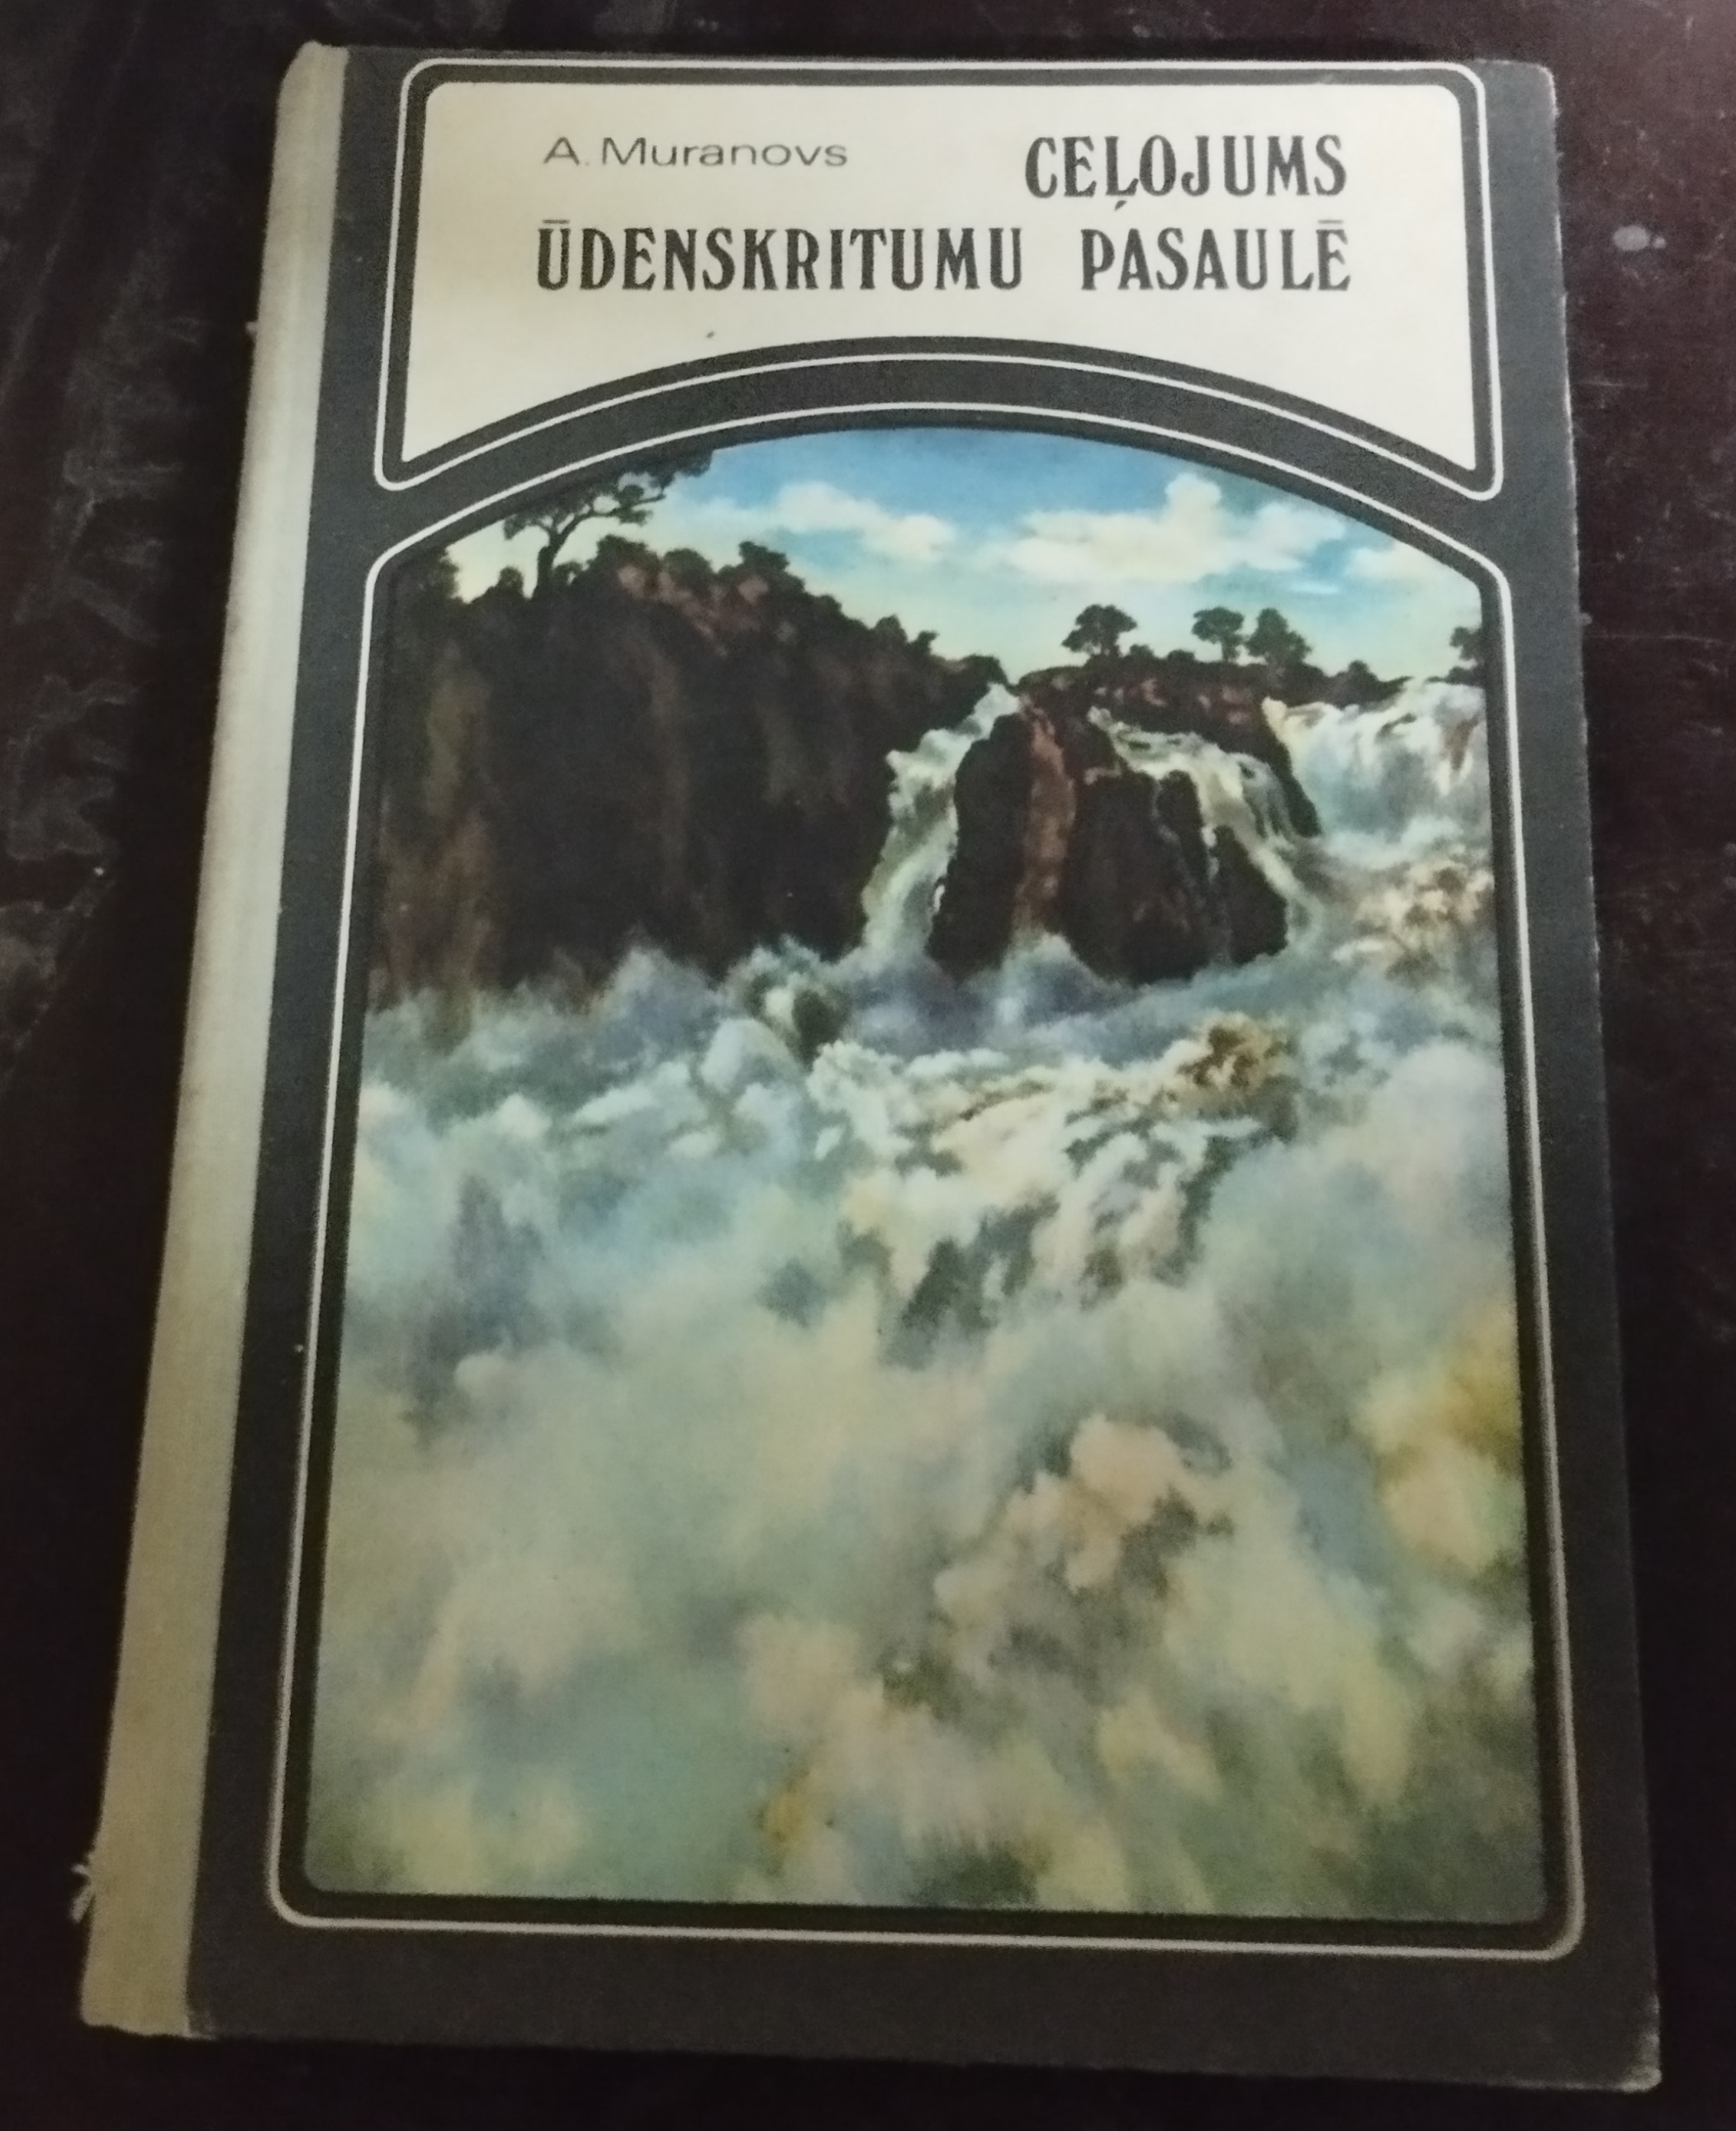 A. Muranovs CEĻOJUMS
ŪDENSKRITUMU PASAULĒ